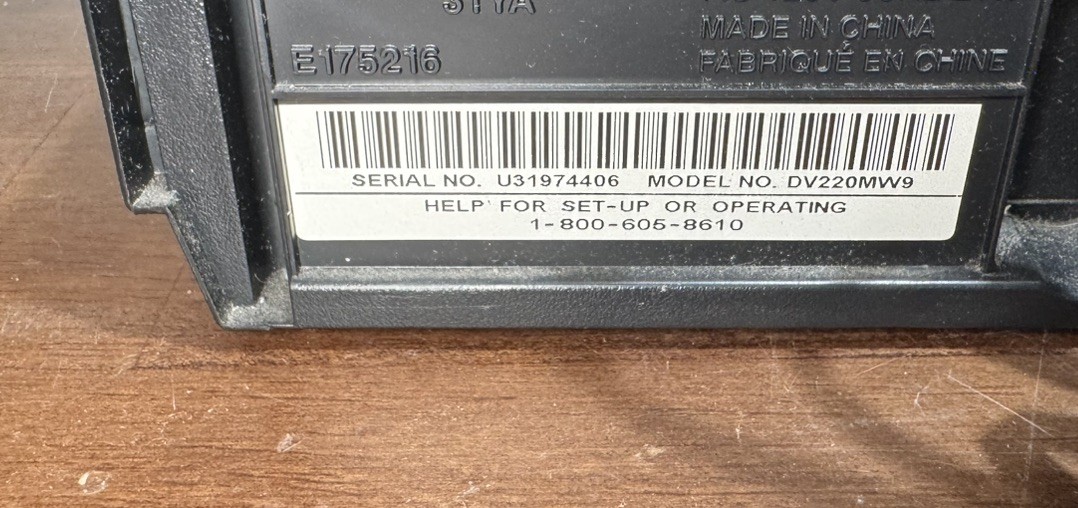 E175216
MADE IN CHINA
FABRIQUÉ EN CHINE
SERIAL NO. U31974406 MODEL NO. DV220MW9
HELP FOR SET-UP OR OPERATING
1-800-605-8610